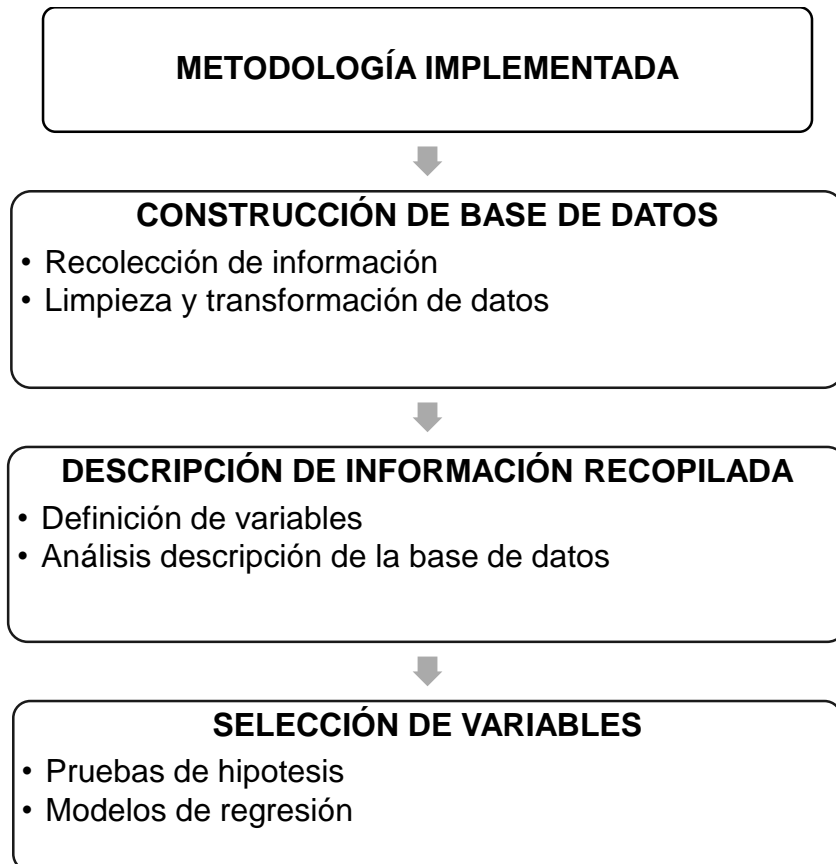 METODOLOGÍA IMPLEMENTADA
CONSTRUCCIÓN DE BASE DE DATOS
• Recolección de información
• Limpieza y transformación de datos
DESCRIPCIÓN DE INFORMACIÓN RECOPILADA
• Definición de variables
• Análisis descripción de la base de datos
SELECCIÓN DE VARIABLES
• Pruebas de hipotesis
• Modelos de regresión